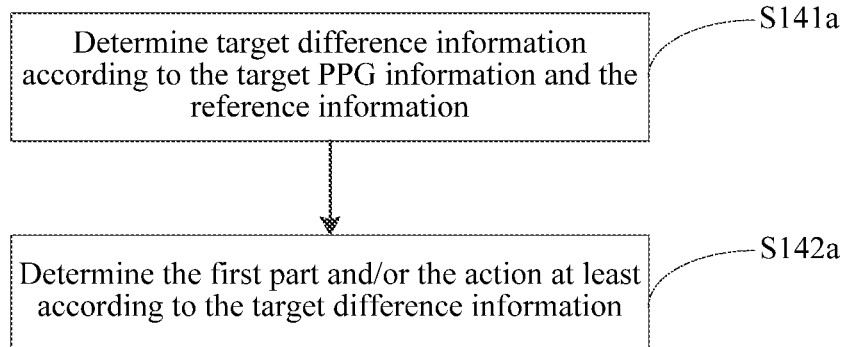 S141a
Determine target difference information
according to the target PPG information and the
reference information
S142a
Determine the first part and/or the action at least
according to the target difference information